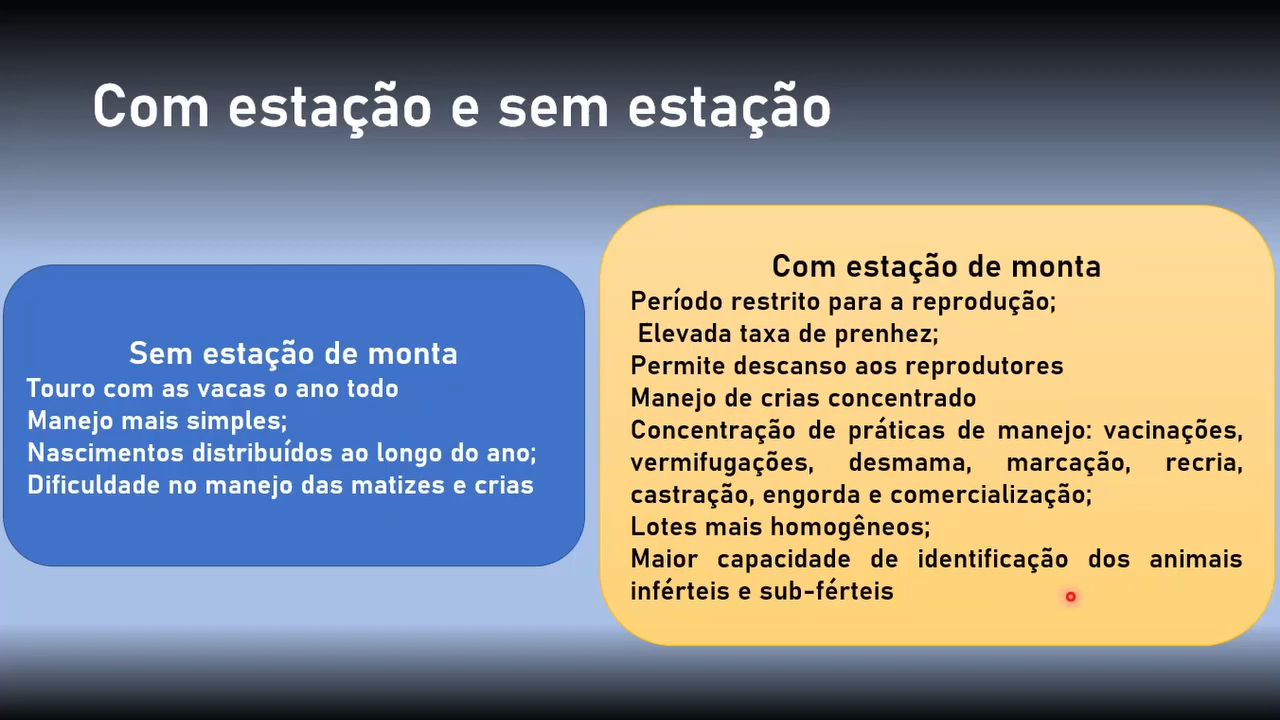 Com estação e sem estação
Sem estação de monta
Touro com as vacas o ano todo
Manejo mais simples;
Nascimentos distribuídos ao longo do ano;
Dificuldade no manejo das matizes e crias
Com estação de monta
Período restrito para a reprodução;
Elevada taxa de prenhez;
Permite descanso aos reprodutores
Manejo de crias concentrado
Concentração de práticas de manejo: vacinações,
vermifugações, desmama, marcação, recria,
castração, engorda e comercialização;
Lotes mais homogêneos;
Maior capacidade de identificação dos animais
inférteis e sub-férteis